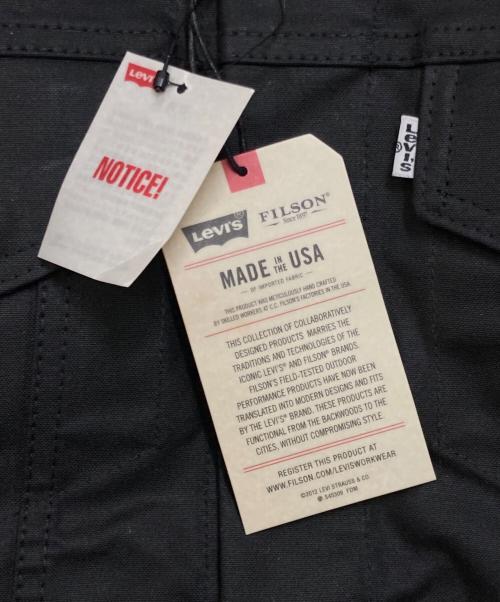 Levi's
NOTICE!
LEVI'S
®
Levi's®
FILSON®
Since 1897
MADE IN THE USA
— OF IMPORTED FABRIC —
THIS PRODUCT WAS METICULOUSLY HAND CRAFTED
BY SKILLED WORKERS AT C.C. FILSON'S FACTORIES IN THE USA.
THIS COLLECTION OF COLLABORATIVELY
DESIGNED PRODUCTS MARRIES THE
TRADITIONS AND TECHNOLOGIES OF THE
ICONIC LEVI'S® AND FILSON® BRANDS.
FILSON'S FIELD-TESTED OUTDOOR
PERFORMANCE PRODUCTS HAVE NOW BEEN
TRANSLATED INTO MODERN DESIGNS AND FITS
BY THE LEVI'S® BRAND. THESE PRODUCTS ARE
FUNCTIONAL FROM THE BACKWOODS TO THE
CITIES, WITHOUT COMPROMISING STYLE.
REGISTER THIS PRODUCT AT
WWW.FILSON.COM/LEVISWORKWEAR
©2012 LEVI STRAUSS & CO.